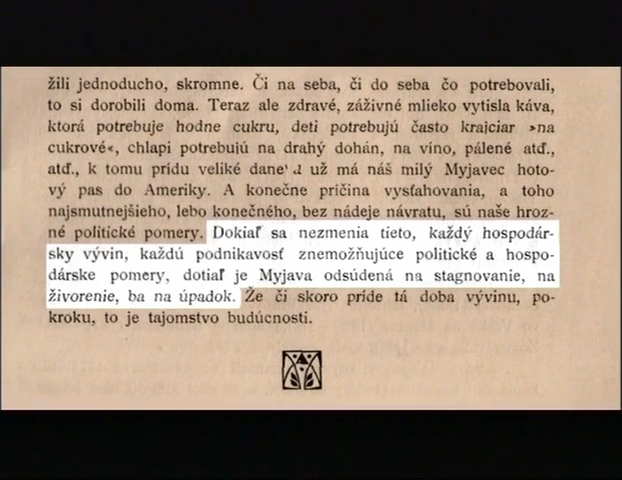 žili jednoducho, skromne. Či na seba, či do seba čo potrebovali,
to si dorobili doma. Teraz ale zdravé, záživné mlieko vytisla káva,
ktorá potrebuje hodne cukru, deti potrebujú často krajciar »na
cukrové«, chlapi potrebujú na drahý dohán, na víno, pálené atď.,
atď., k tomu prídu veliké dane už má náš milý Myjavec hoto-
vý pas do Ameriky. A konečne príčina vysťahovania, a toho
najsmutnejšieho, lebo konečného, bez nádeje návratu, sú naše hroz-
né politické pomery. Dokiaľ sa nezmenia tieto, každý hospodár-
sky vývin, každú podnikavosť znemožňujúce politické a hospo-
dárske pomery, dotiaľ je Myjava odsúdená na stagnovanie, na
živorenie, ba na úpadok. Že či skoro príde tá doba vývinu, po-
kroku, to je tajomstvo budúcnosti.